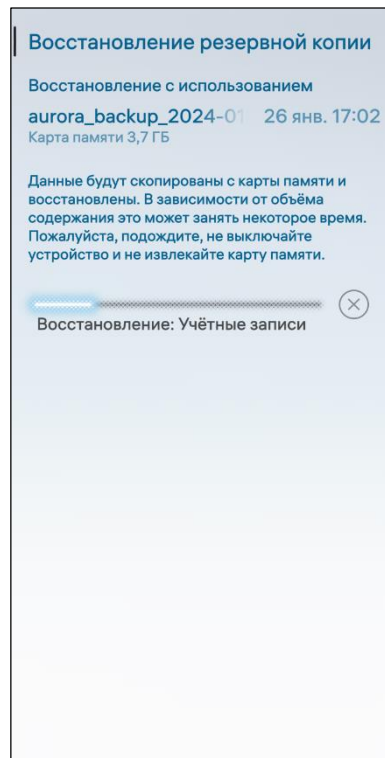 Восстановление резервной копии
Восстановление с использованием
aurora_backup_2024-01 26 янв. 17:02
Карта памяти 3,7 ГБ
Данные будут скопированы с карты памяти и
восстановлены. В зависимости от объёма
содержания это может занять некоторое время.
Пожалуйста, подождите, не выключайте
устройство и не извлекайте карту памяти.
Восстановление: Учётные записи